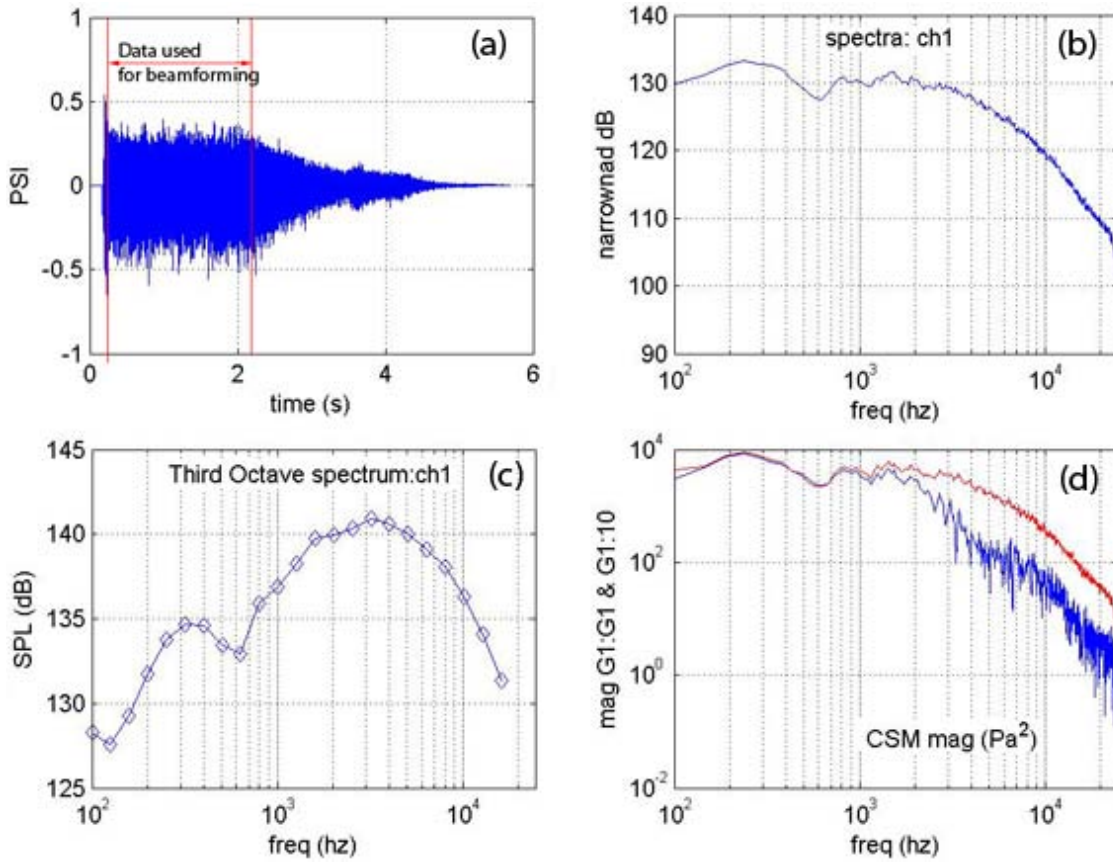 (a)
Data used
for beamforming
PSI
1
0.5
0
-0.5
-1
0 2 4 6
time (s)
(b)
spectra: ch1
narrownad dB
140
130
120
110
100
90
10^2 10^3 10^4
freq (hz)
(c)
Third Octave spectrum:ch1
SPL (dB)
145
140
135
130
125
10^2 10^3 10^4
freq (hz)
(d)
mag G1:G1 & G1:10
10^4
10^2
10^0
10^-2
CSM mag (Pa^2)
10^2 10^3 10^4
freq (hz)